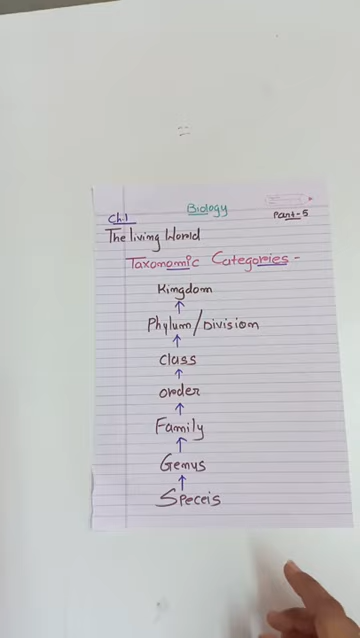 Biology
Ch.1
Part-5
The living World
Taxonomic Categories -
Kingdom
↑
Phylum/Division
↑
Class
↑
order
↑
Family
↑
Genus
↑
Speceis